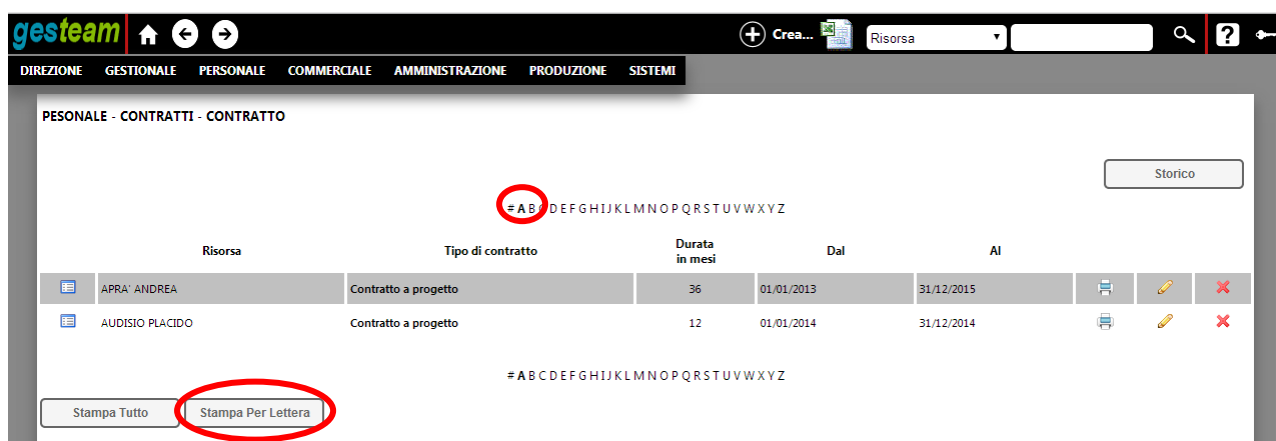 gesteam Crea... Risorsa ?
DIREZIONE GESTIONALE PERSONALE COMMERCIALE AMMINISTRAZIONE PRODUZIONE SISTEMI
PESONALE - CONTRATTI - CONTRATTO
Storico
# A B C D E F G H I J K L M N O P Q R S T U V W X Y Z
Risorsa Tipo di contratto Durata in mesi Dal Al
APRA' ANDREA Contratto a progetto 36 01/01/2013 31/12/2015
AUDISIO PLACIDO Contratto a progetto 12 01/01/2014 31/12/2014
# A B C D E F G H I J K L M N O P Q R S T U V W X Y Z
Stampa Tutto Stampa Per Lettera